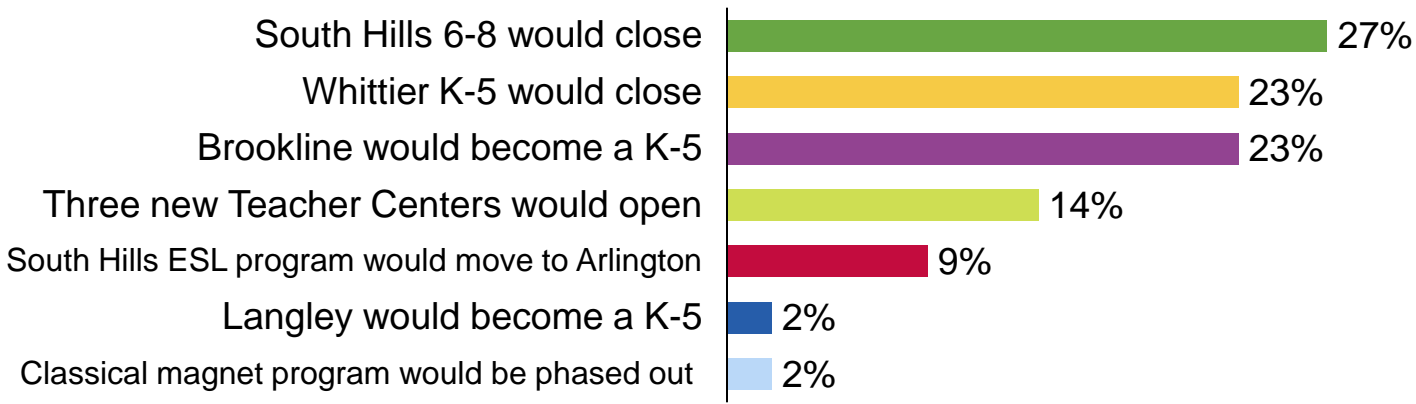 South Hills 6-8 would close 27%
Whittier K-5 would close 23%
Brookline would become a K-5 23%
Three new Teacher Centers would open 14%
South Hills ESL program would move to Arlington 9%
Langley would become a K-5 2%
Classical magnet program would be phased out 2%